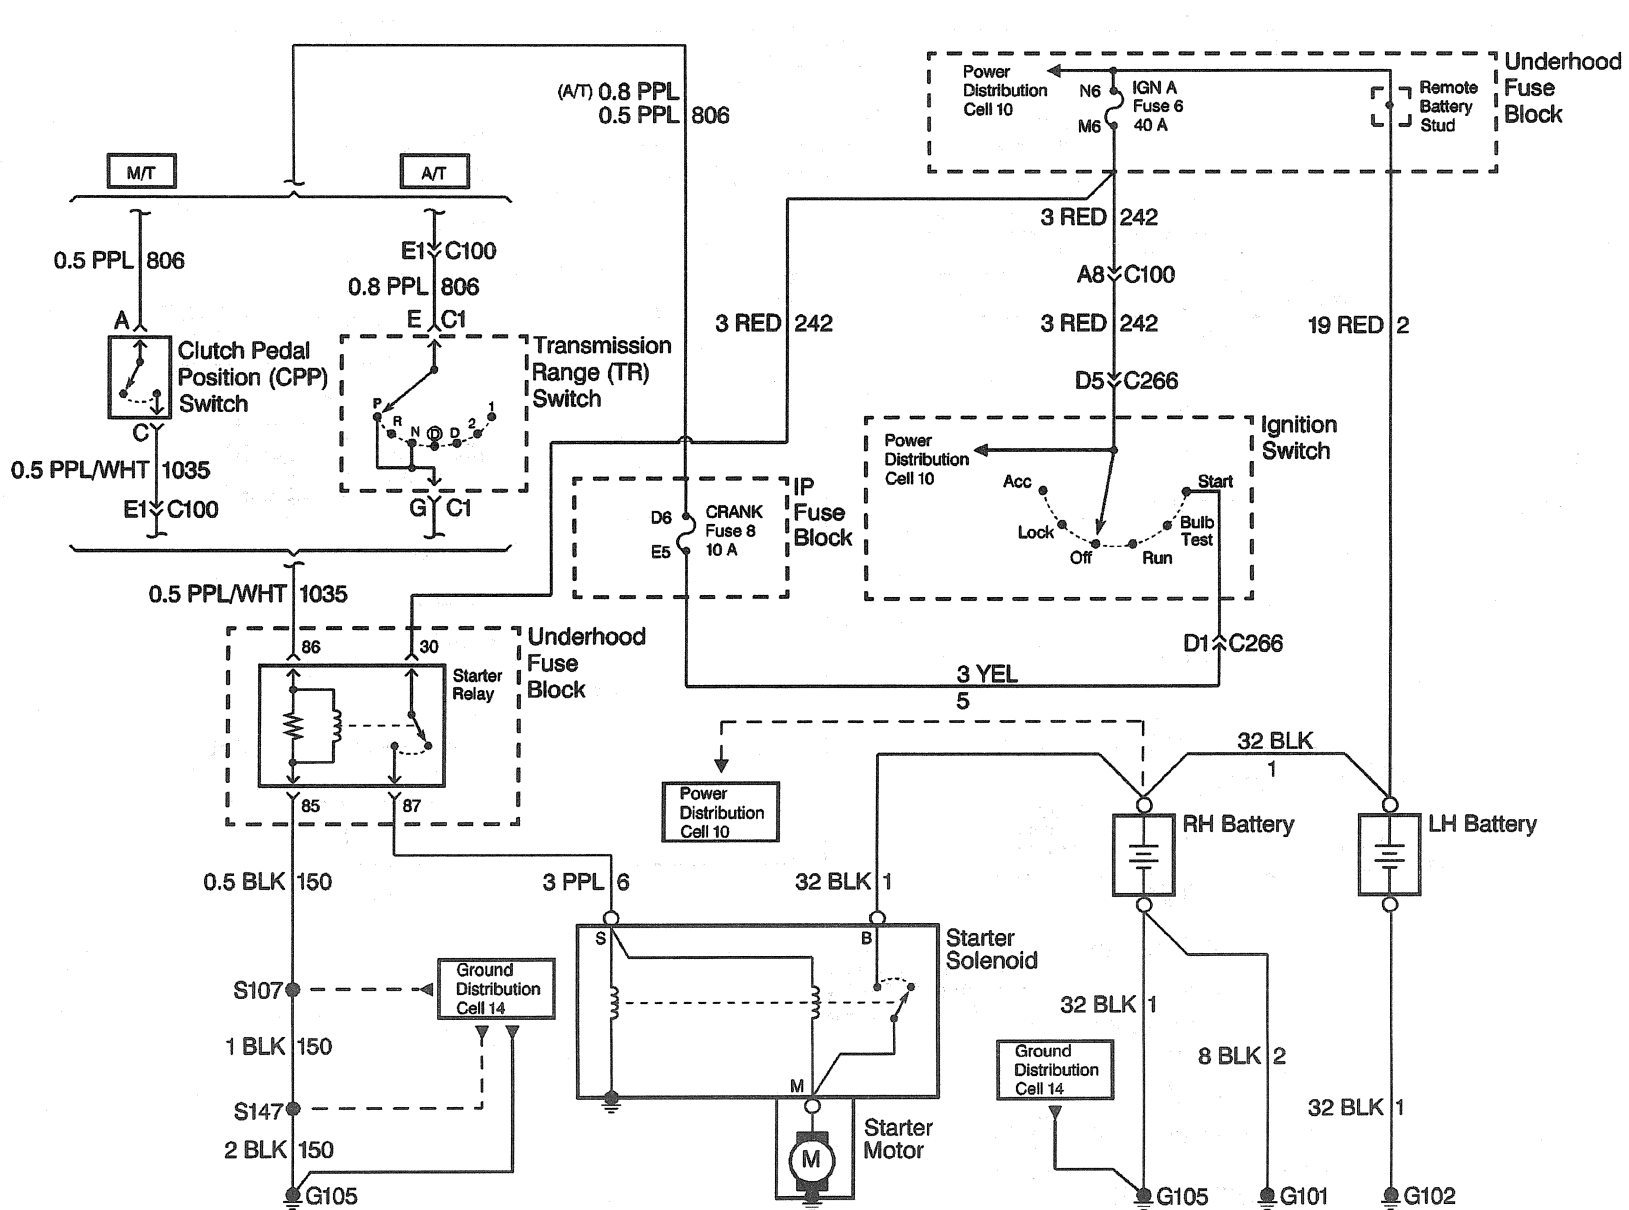 (A/T) 0.8 PPL
0.5 PPL 806
Power
Distribution
Cell 10
N6
M6
IGN A
Fuse 6
40 A
Remote
Battery
Stud
Underhood
Fuse
Block
M/T
A/T
0.5 PPL 806
E1 C100
0.8 PPL 806
E C1
A
Clutch Pedal
Position (CPP)
Switch
C
0.5 PPL/WHT 1035
E1 C100
Transmission
Range (TR)
Switch
P
R
N
D
D
2
1
G C1
3 RED 242
3 RED 242
A8 C100
3 RED 242
D5 C266
19 RED 2
Ignition
Switch
Power
Distribution
Cell 10
Acc
Lock
Off
Run
Bulb
Test
Start
D1 C266
IP
Fuse
Block
D6
E5
CRANK
Fuse 8
10 A
0.5 PPL/WHT 1035
86
30
Starter
Relay
85
87
Underhood
Fuse
Block
3 YEL
5
Power
Distribution
Cell 10
32 BLK
1
RH Battery
LH Battery
0.5 BLK 150
3 PPL 6
32 BLK 1
S
B
M
Starter
Solenoid
S107
Ground
Distribution
Cell 14
1 BLK 150
S147
2 BLK 150
G105
Starter
Motor
M
32 BLK 1
8 BLK 2
Ground
Distribution
Cell 14
32 BLK 1
G105
G101
G102